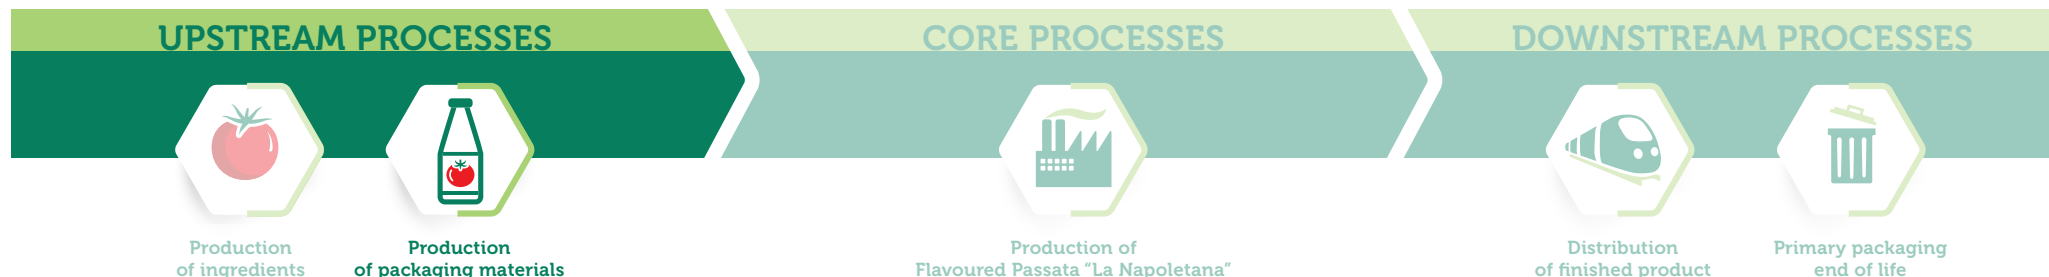 UPSTREAM PROCESSES
CORE PROCESSES
DOWNSTREAM PROCESSES
Production
of ingredients
Production
of packaging materials
Production of
Flavoured Passata “La Napoletana”
Distribution
of finished product
Primary packaging
end of life